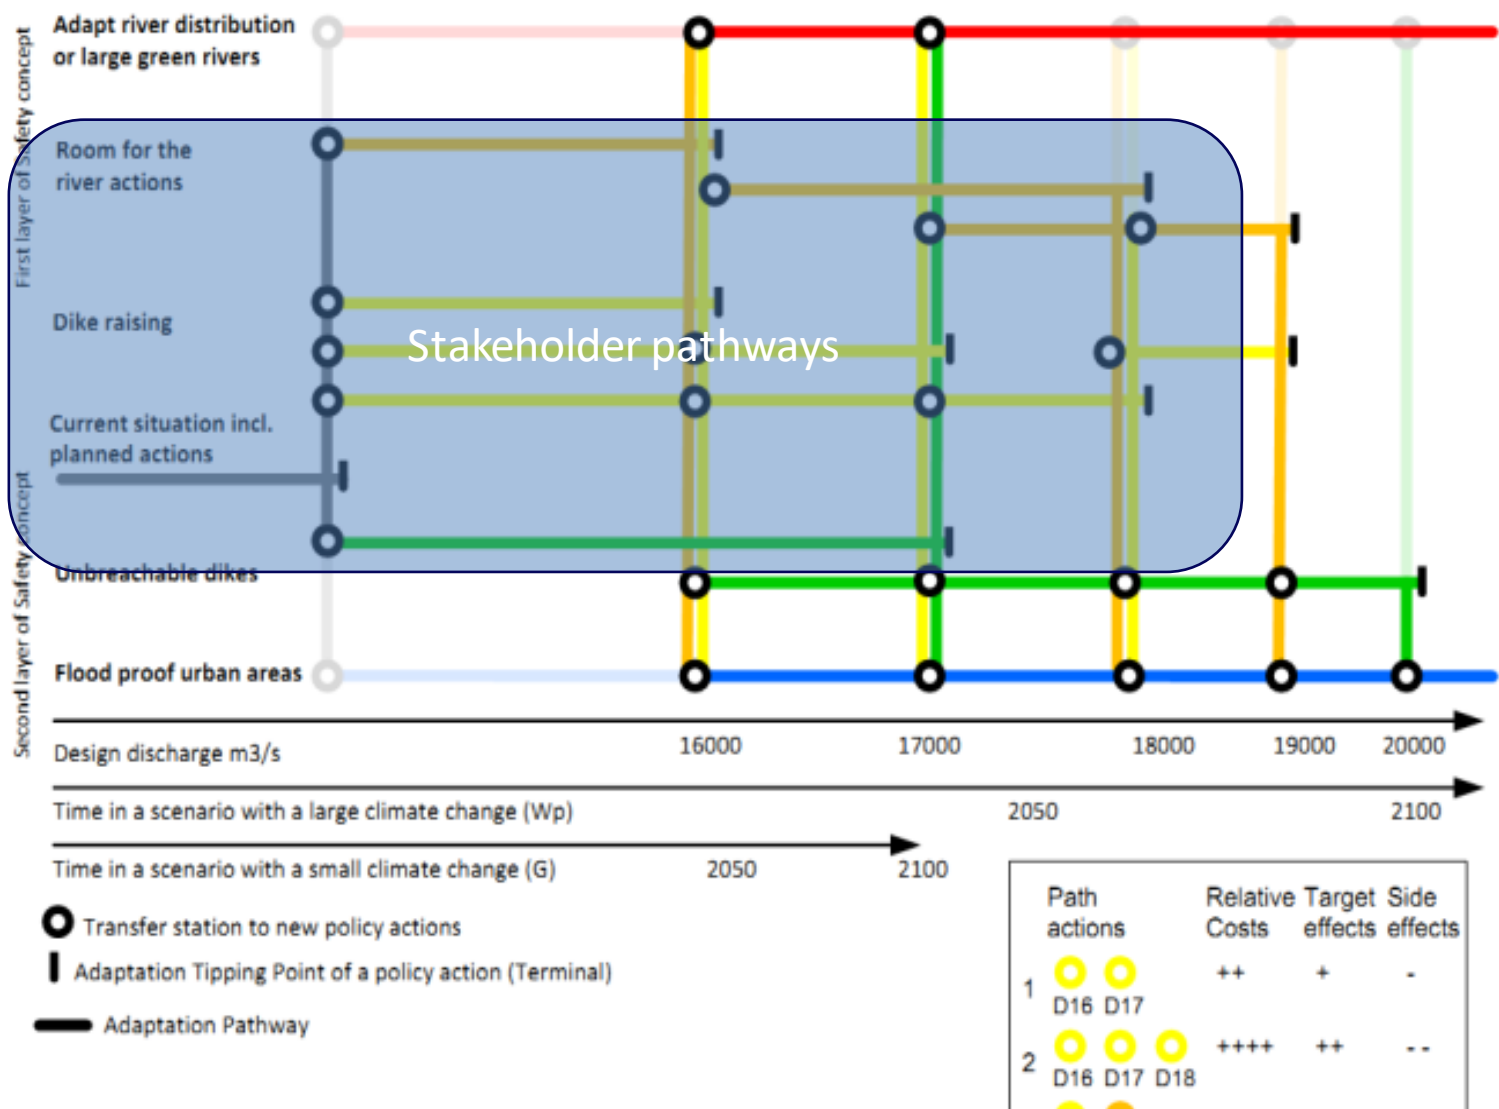 First layer of Safety concept
Second layer of Safety concept
Adapt river distribution
or large green rivers
Room for the
river actions
Dike raising
Stakeholder pathways
Current situation incl.
planned actions
Unbreachable dikes
Flood proof urban areas
Design discharge m3/s 16000 17000 18000 19000 20000
Time in a scenario with a large climate change (Wp) 2050 2100
Time in a scenario with a small climate change (G) 2050 2100
Transfer station to new policy actions
Adaptation Tipping Point of a policy action (Terminal)
Adaptation Pathway
Path Relative Target Side
actions Costs effects effects
1 ++ + -
D16 D17
2 ++++ ++ - -
D16 D17 D18